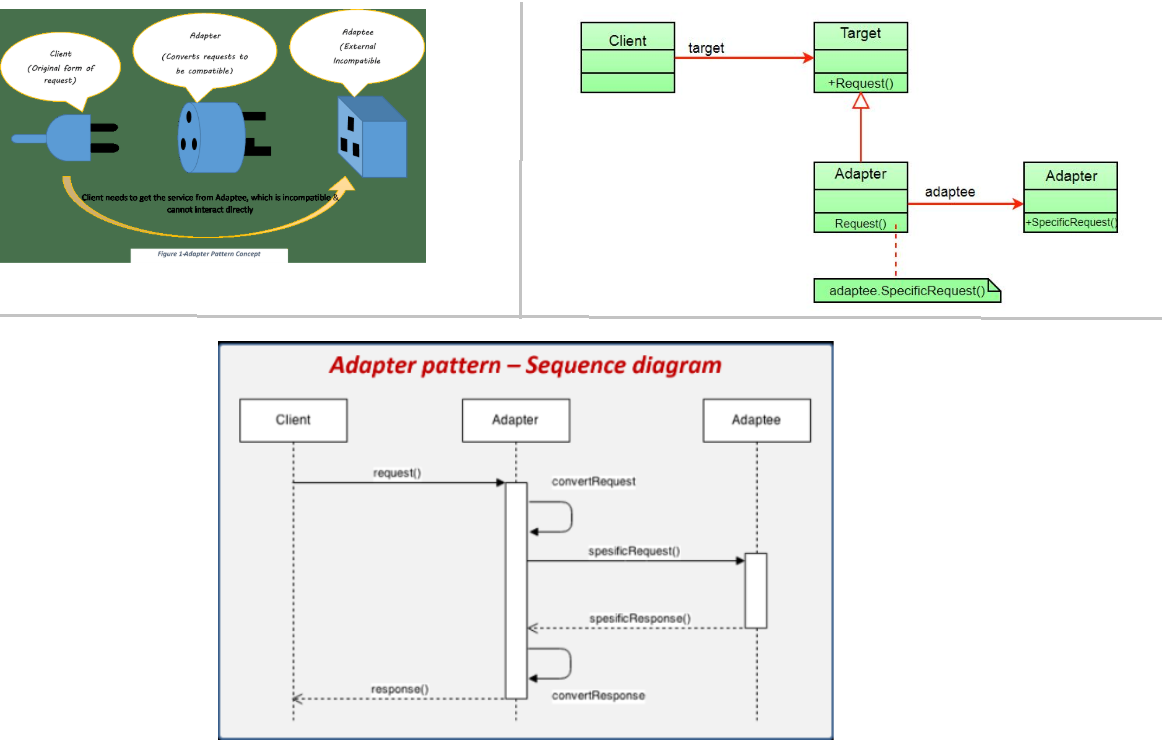 Client
(Original form of
request)
Adapter
(Converts requests to
be compatible)
Adaptee
(External
Incompatible
Client needs to get the service from Adaptee, which is incompatible &
cannot interact directly
Figure 1-Adapter Pattern Concept
Client
target
Target
+Request()
Adapter
Request()
adaptee
Adapter
+SpecificRequest()
adaptee.SpecificRequest()
Adapter pattern – Sequence diagram
Client
Adapter
Adaptee
request()
convertRequest
spesificRequest()
spesificResponse()
response()
convertResponse